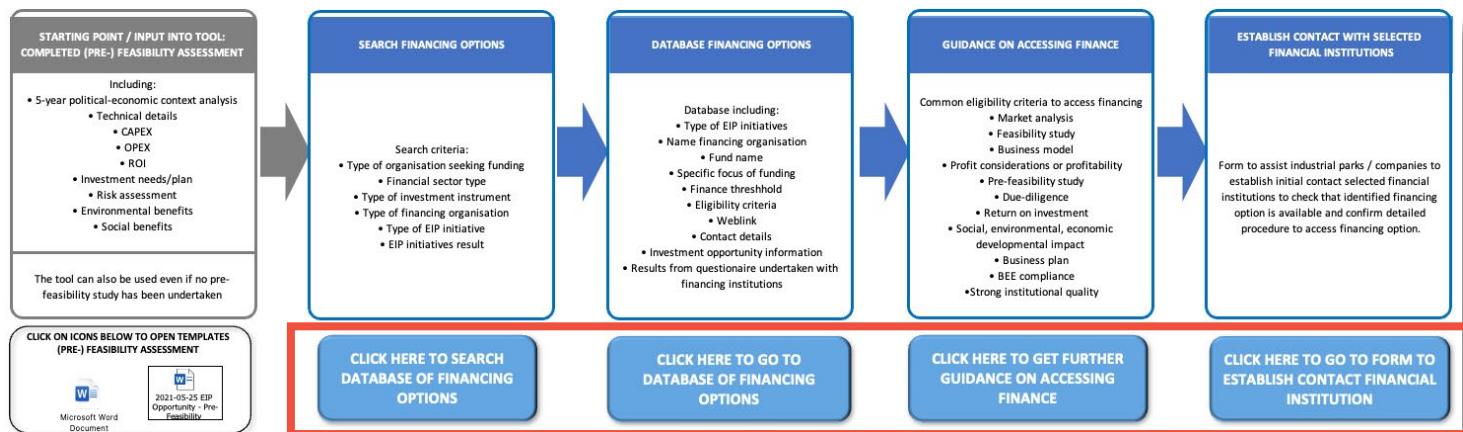 STARTING POINT / INPUT INTO TOOL:
COMPLETED (PRE-) FEASIBILITY ASSESSMENT
Including:
• 5-year political-economic context analysis
• Technical details
• CAPEX
• OPEX
• ROI
• Investment needs/plan
• Risk assessment
• Environmental benefits
• Social benefits
The tool can also be used even if no pre-
feasibility study has been undertaken
SEARCH FINANCING OPTIONS
Search criteria:
• Type of organisation seeking funding
• Financial sector type
• Type of investment instrument
• Type of financing organisation
• Type of EIP initiative
• EIP initiatives result
DATABASE FINANCING OPTIONS
Database including:
• Type of EIP initiatives
• Name financing organisation
• Fund name
• Specific focus of funding
• Finance threshhold
• Eligibility criteria
• Weblink
• Contact details
• Investment opportunity information
• Results from questionaire undertaken with
financing institutions
GUIDANCE ON ACCESSING FINANCE
Common eligibility criteria to access financing
• Market analysis
• Feasibility study
• Business model
• Profit considerations or profitability
• Pre-feasibility study
• Due-diligence
• Return on investment
• Social, environmental, economic
developmental impact
• Business plan
• BEE compliance
•Strong institutional quality
ESTABLISH CONTACT WITH SELECTED
FINANCIAL INSTITUTIONS
Form to assist industrial parks / companies to
establish initial contact selected financial
institutions to check that identified financing
option is available and confirm detailed
procedure to access financing option.
CLICK ON ICONS BELOW TO OPEN TEMPLATES
(PRE-) FEASIBILITY ASSESSMENT
W
Microsoft Word
Document
W
2021-05-25 EIP
Opportunity - Pre-
Feasibility
CLICK HERE TO SEARCH
DATABASE OF FINANCING
OPTIONS
CLICK HERE TO GO TO
DATABASE OF FINANCING
OPTIONS
CLICK HERE TO GET FURTHER
GUIDANCE ON ACCESSING
FINANCE
CLICK HERE TO GO TO FORM TO
ESTABLISH CONTACT FINANCIAL
INSTITUTION